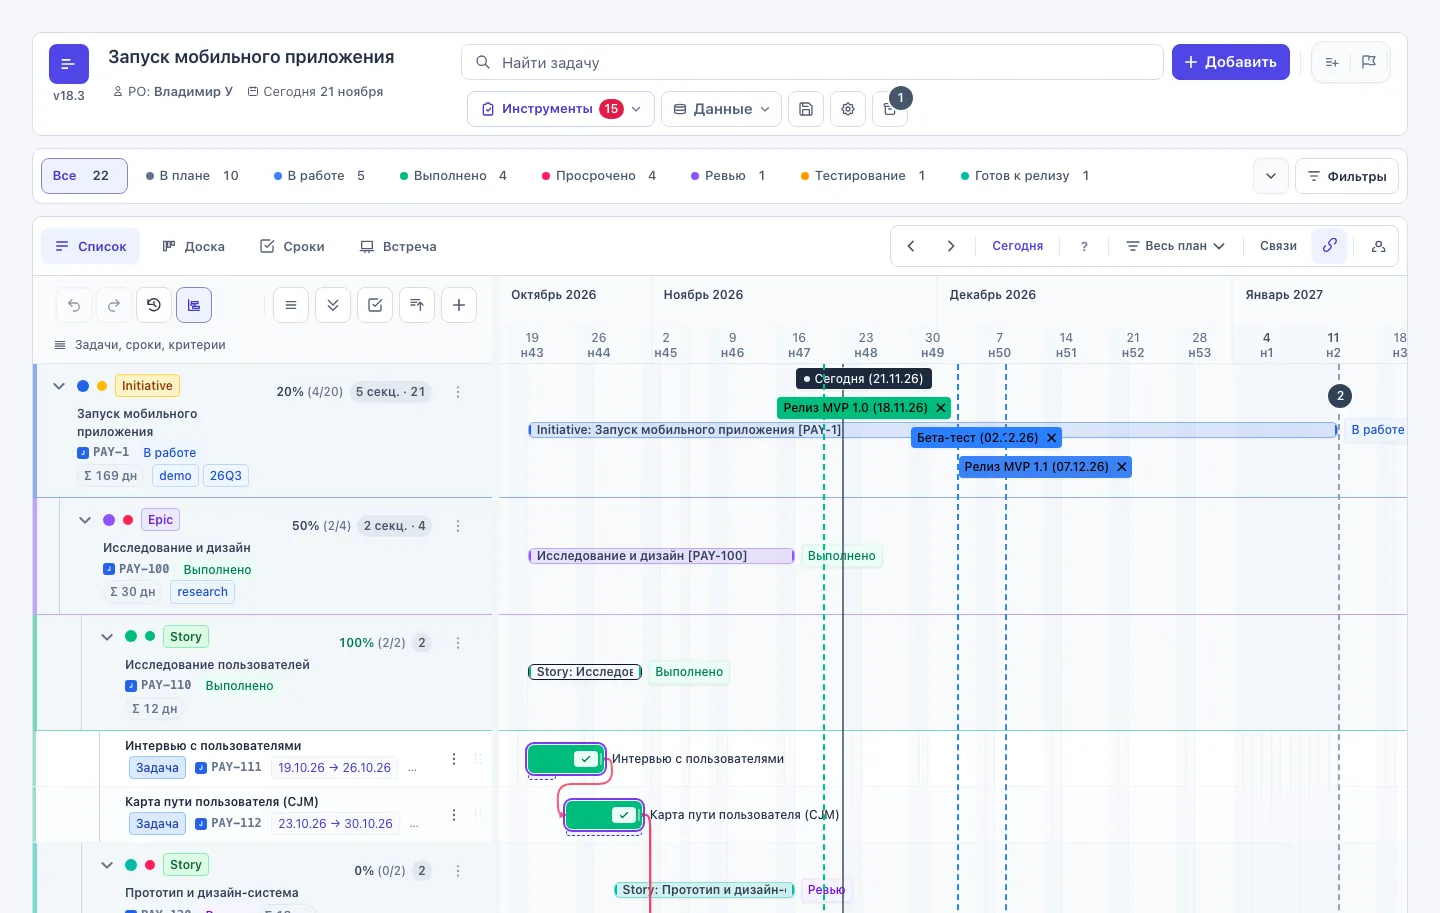 Запуск мобильного приложения
v18.3
PO: Владимир У
Сегодня 21 ноября
Найти задачу
Добавить
Инструменты 15
Данные
1
Все 22
В плане 10
В работе 5
Выполнено 4
Просрочено 4
Ревью 1
Тестирование 1
Готов к релизу 1
Фильтры
Список
Доска
Сроки
Встреча
Сегодня
?
Весь план
Связи
Задачи, сроки, критерии
Октябрь 2026
Ноябрь 2026
Декабрь 2026
Январь 2027
19 26 2 9 16 23 30 7 14 21 28 4 11 18
н43 н44 н45 н46 н47 н48 н49 н50 н51 н52 н53 н1 н2 н3
Initiative
20% (4/20) 5 секц. · 21
Запуск мобильного
приложения
PAY-1 В работе
Σ 169 дн demo 26Q3
Сегодня (21.11.26)
Релиз MVP 1.0 (18.11.26)
2
Initiative: Запуск мобильного приложения [PAY-1]
В работе
Бета-тест (02.12.26)
Релиз MVP 1.1 (07.12.26)
Epic
50% (2/4) 2 секц. · 4
Исследование и дизайн
PAY-100 Выполнено
Σ 30 дн research
Исследование и дизайн [PAY-100]
Выполнено
Story
100% (2/2) 2
Исследование пользователей
PAY-110 Выполнено
Σ 12 дн
Story: Исследов
Выполнено
Интервью с пользователями
Задача PAY-111 19.10.26 → 26.10.26 ...
Интервью с пользователями
Карта пути пользователя (CJM)
Задача PAY-112 23.10.26 → 30.10.26 ...
Карта пути пользователя (CJM)
Story
0% (0/2) 2
Прототип и дизайн-система
Story: Прототип и дизайн-
Ревью